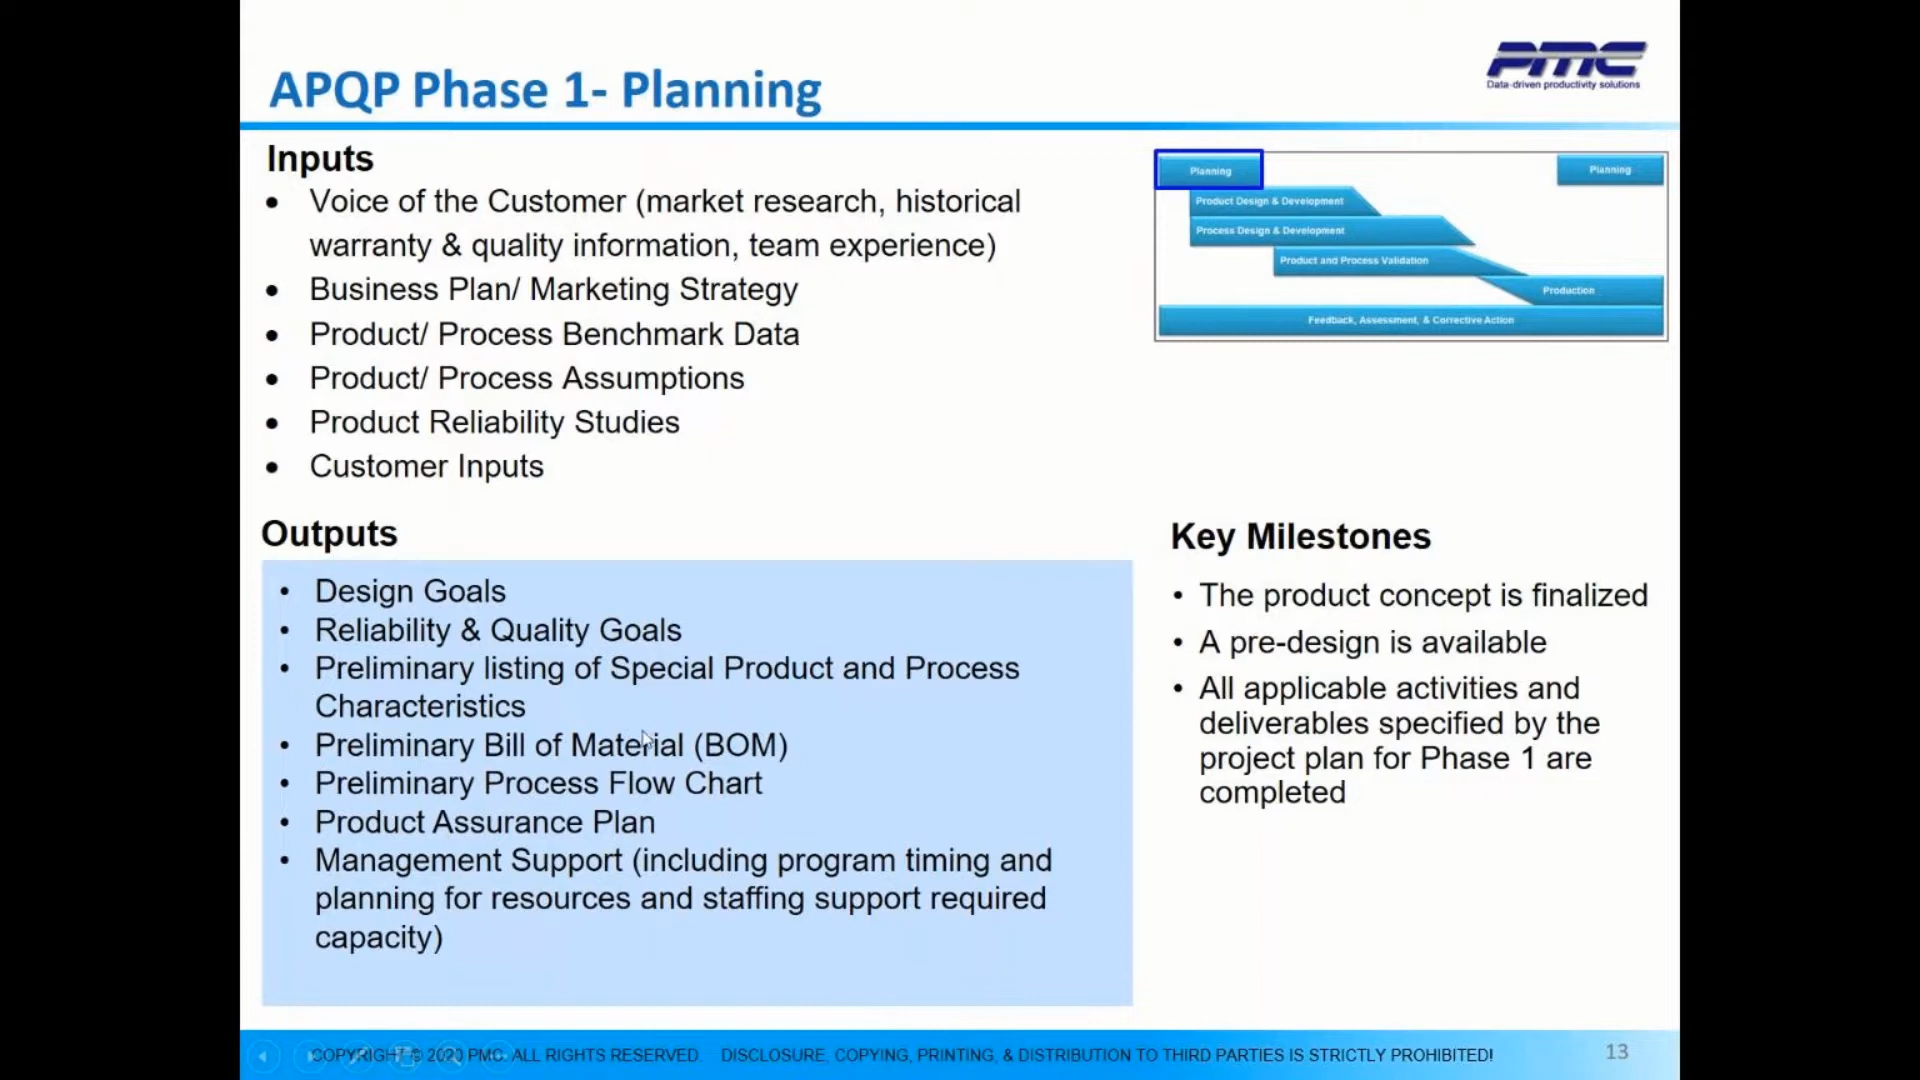 APQP Phase 1- Planning
PMC
Data-driven productivity solutions
Inputs
• Voice of the Customer (market research, historical
warranty & quality information, team experience)
• Business Plan/ Marketing Strategy
• Product/ Process Benchmark Data
• Product/ Process Assumptions
• Product Reliability Studies
• Customer Inputs
Planning
Planning
Product Design & Development
Process Design & Development
Product and Process Validation
Production
Feedback, Assessment, & Corrective Action
Outputs
• Design Goals
• Reliability & Quality Goals
• Preliminary listing of Special Product and Process
Characteristics
• Preliminary Bill of Material (BOM)
• Preliminary Process Flow Chart
• Product Assurance Plan
• Management Support (including program timing and
planning for resources and staffing support required
capacity)
Key Milestones
• The product concept is finalized
• A pre-design is available
• All applicable activities and
deliverables specified by the
project plan for Phase 1 are
completed
COPYRIGHT © 2020 PMC. ALL RIGHTS RESERVED. DISCLOSURE, COPYING, PRINTING, & DISTRIBUTION TO THIRD PARTIES IS STRICTLY PROHIBITED!
13